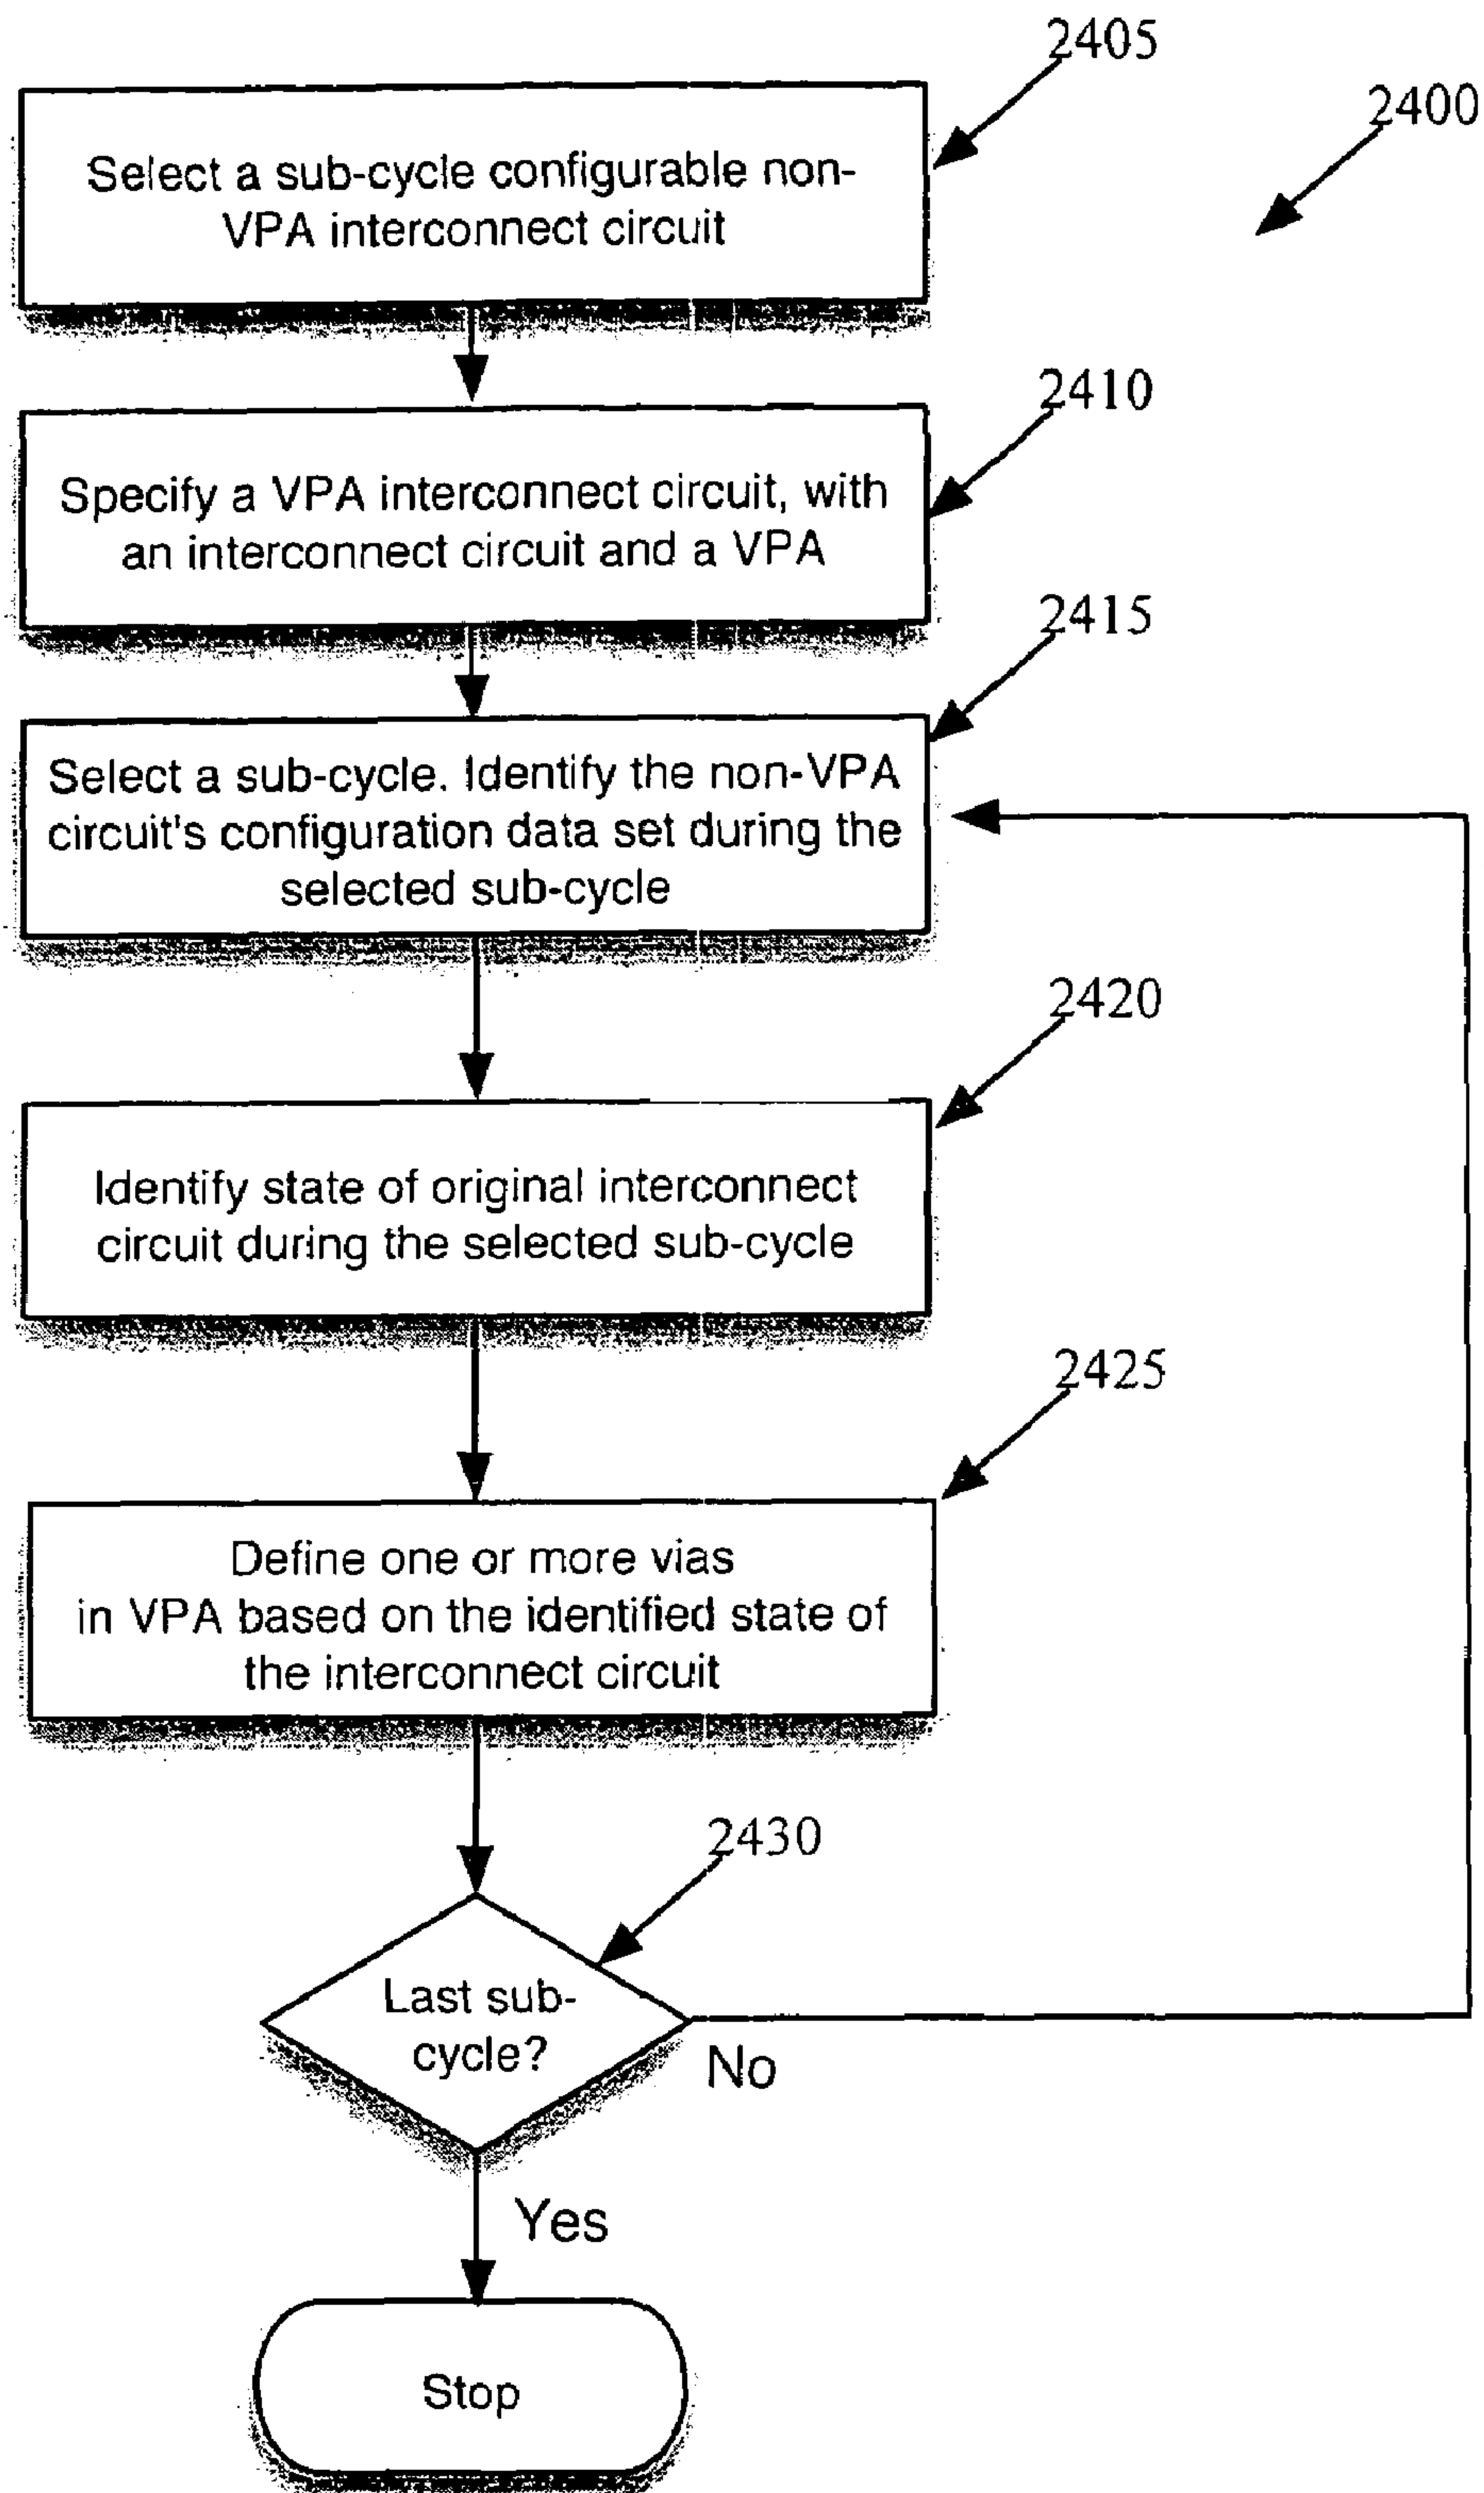 2405
2400
Select a sub-cycle configurable non-
VPA interconnect circuit
2410
Specify a VPA interconnect circuit, with
an interconnect circuit and a VPA
2415
Select a sub-cycle. Identify the non-VPA
circuit's configuration data set during the
selected sub-cycle
2420
Identify state of original interconnect
circuit during the selected sub-cycle
2425
Define one or more vias
in VPA based on the identified state of
the interconnect circuit
2430
Last sub-
cycle?
No
Yes
Stop